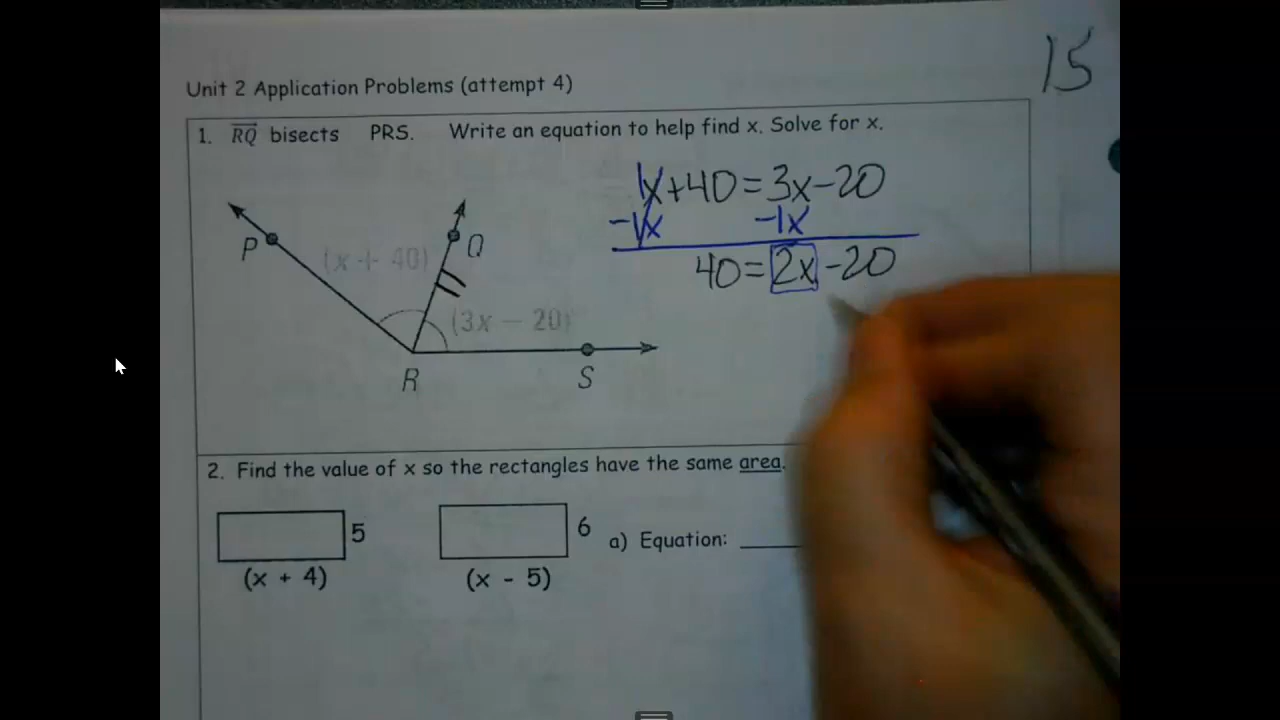 15
Unit 2 Application Problems (attempt 4)
1. RQ bisects PRS. Write an equation to help find x. Solve for x.
1x+40=3x-20
-1x -1x
40=2x-20
P
(x + 40)
Q
(3x - 20)
R
S
2. Find the value of x so the rectangles have the same area.
5
6
a) Equation:
(x + 4)
(x - 5)